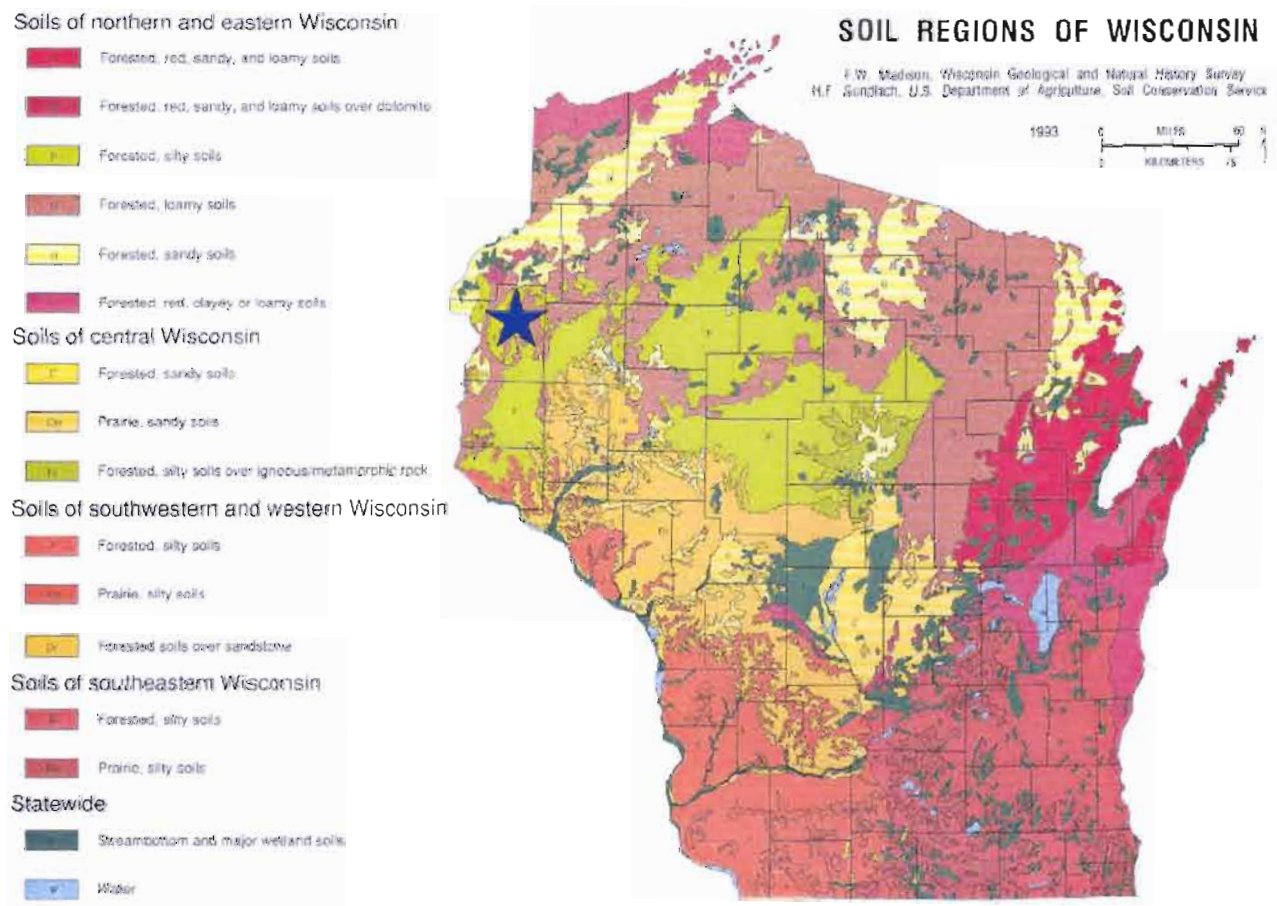 Soils of northern and eastern Wisconsin
Forested, red, sandy, and loamy soils
Forested, red, sandy, and loamy soils over dolomite
Forested, silty soils
Forested, loamy soils
Forested, sandy soils
Forested, red, clayey or loamy soils
Soils of central Wisconsin
Forested, sandy soils
Prairie, sandy soils
Forested, silty soils over igneous/metamorphic rock
Soils of southwestern and western Wisconsin
Forested, silty soils
Prairie, silty soils
Forested soils over sandstone
Soils of southeastern Wisconsin
Forested, silty soils
Prairie, silty soils
Statewide
Streambottom and major wetland soils
Water
SOIL REGIONS OF WISCONSIN
F.W. Madison, Wisconsin Geological and Natural History Survey
H.F. Gundlach, U.S. Department of Agriculture, Soil Conservation Service
1993
0 MILES 60 N
0 KILOMETERS 75